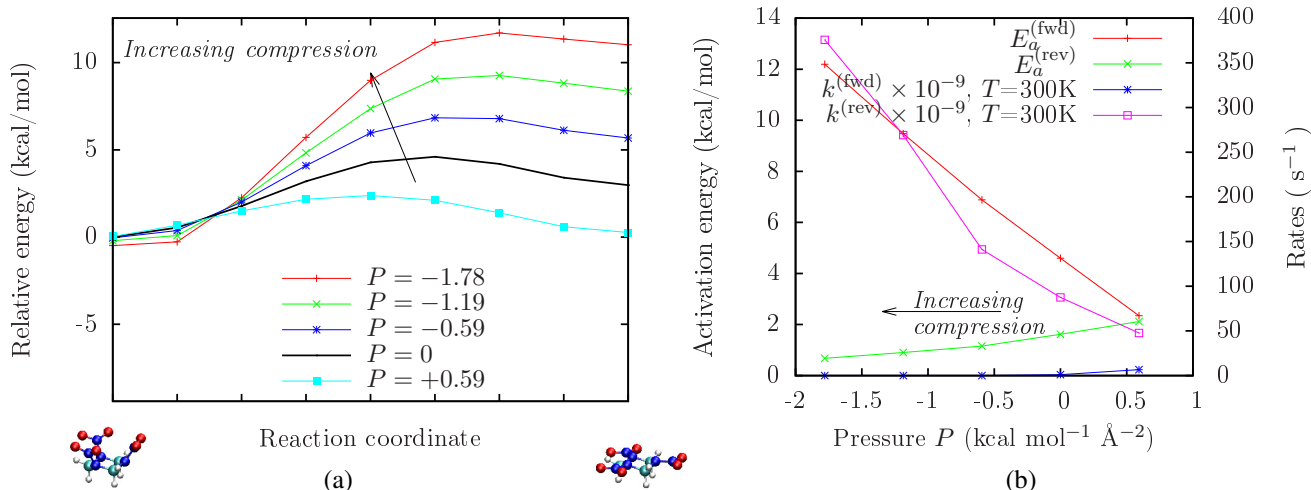 Increasing compression
Relative energy (kcal/mol)
10
5
0
-5
P = −1.78
P = −1.19
P = −0.59
P = 0
P = +0.59
Reaction coordinate
(a)
Activation energy (kcal/mol)
14
12
10
8
6
4
2
0
E_a^(fwd)
E_a^(rev)
k^(fwd) × 10^−9, T=300K
k^(rev) × 10^−9, T=300K
Increasing
compression
400
350
300
250
200
150
100
50
0
Rates ( s^−1)
-2 -1.5 -1 -0.5 0 0.5 1
Pressure P (kcal mol^−1 Å^−2)
(b)